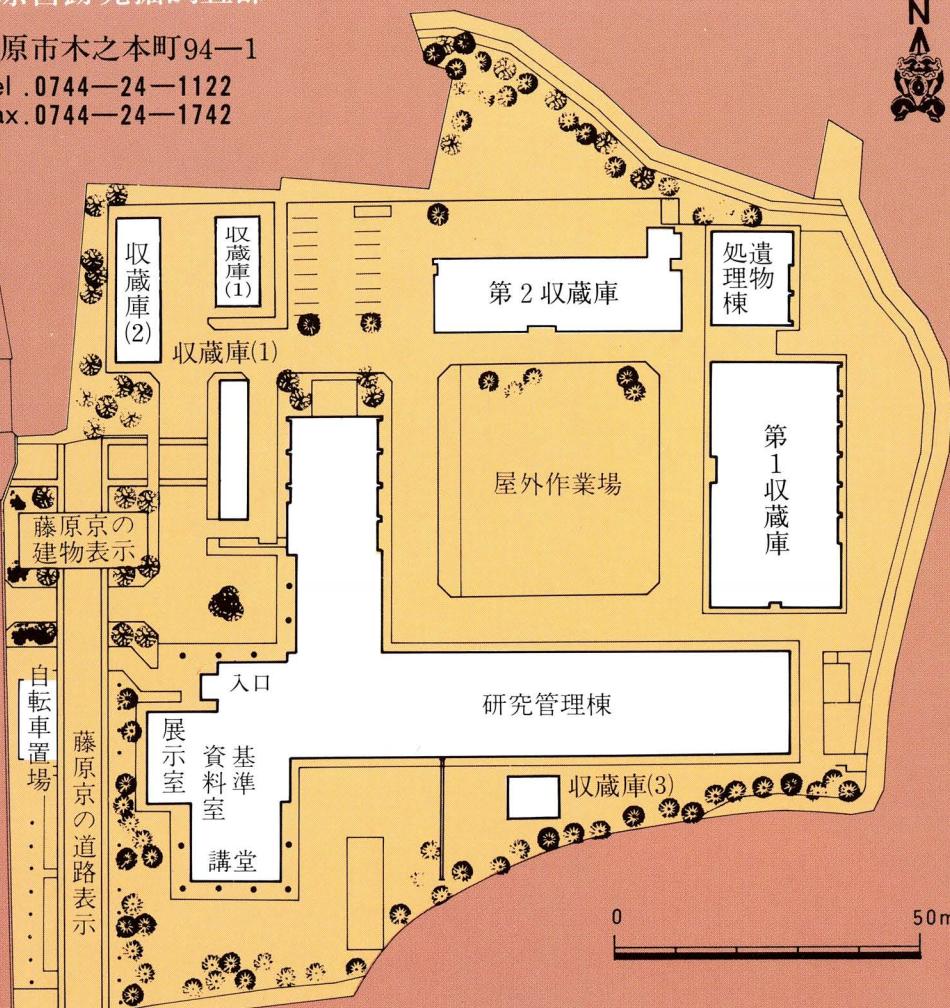 原市木之本町94—1
el .0744—24—1122
ax.0744—24—1742
N
収蔵庫(2)
収蔵庫(1)
第2収蔵庫
遺物
処理棟
収蔵庫(1)
第1収蔵庫
屋外作業場
藤原京の
建物表示
自転車置場
藤原京の道路表示
入口
研究管理棟
展示室
基準
資料室
講堂
収蔵庫(3)
0 50m